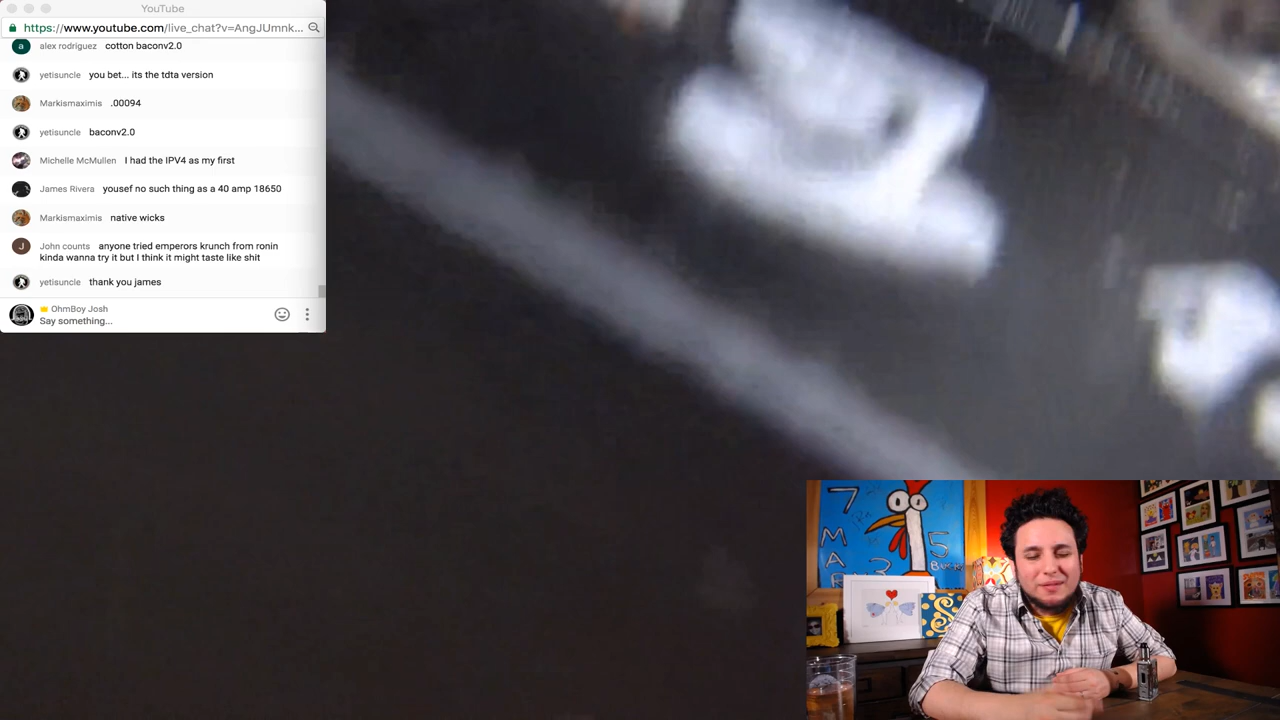 YouTube
https://www.youtube.com/live_chat?v=AngJUmnk...
alex rodriguez cotton baconv2.0
yetisuncle you bet... its the tdta version
Markismaximis .00094
yetisuncle baconv2.0
Michelle McMullen I had the IPV4 as my first
James Rivera yousef no such thing as a 40 amp 18650
Markismaximis native wicks
John counts anyone tried emperors krunch from ronin
kinda wanna try it but I think it might taste like shit
yetisuncle thank you james
OhmBoy Josh
Say something...
a
J
7
M
A
5
3
S